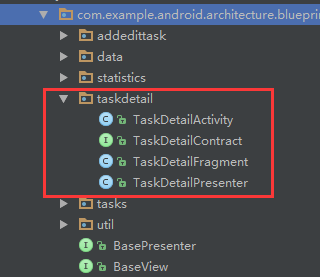 com.example.android.architecture.blueprin
addedittask
data
statistics
taskdetail
C TaskDetailActivity
I TaskDetailContract
C TaskDetailFragment
C TaskDetailPresenter
tasks
util
I BasePresenter
I BaseView